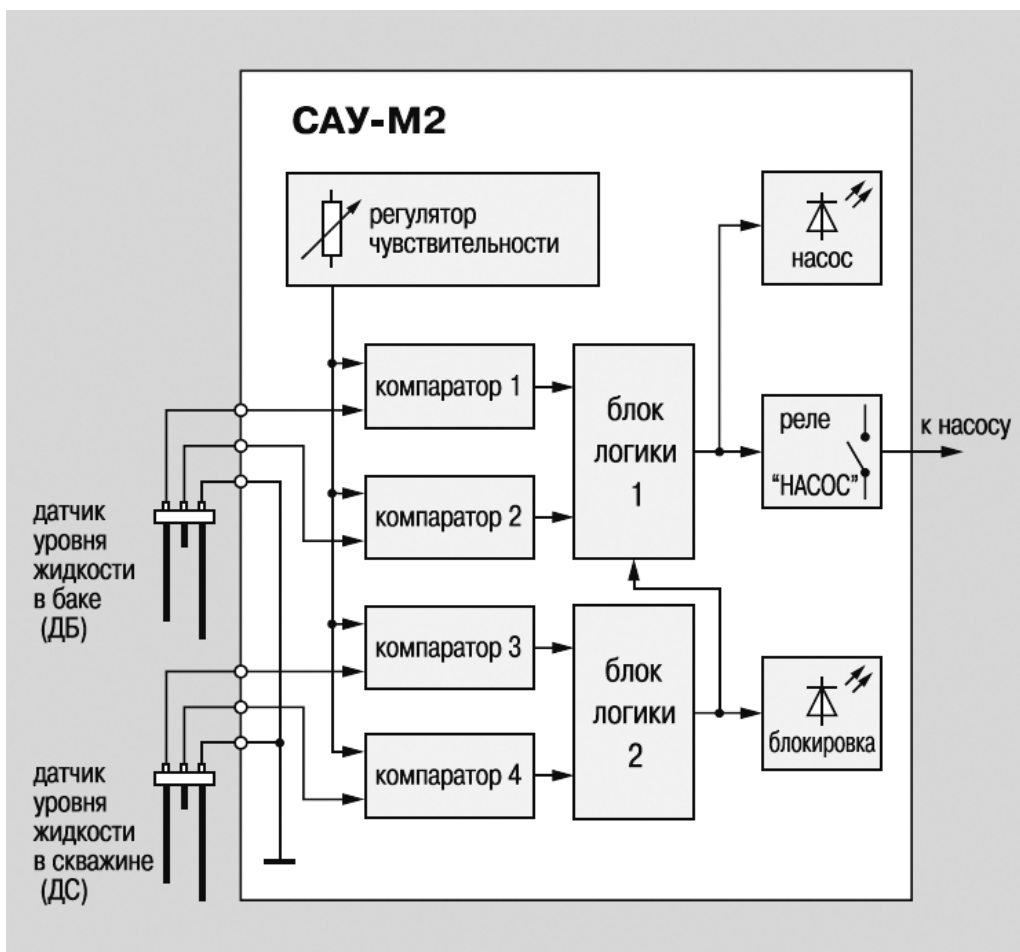 САУ-М2
регулятор
чувствительности
насос
компаратор 1
блок
логики
1
реле
"НАСОС"
к насосу
компаратор 2
датчик
уровня
жидкости
в баке
(ДБ)
компаратор 3
блок
логики
2
блокировка
компаратор 4
датчик
уровня
жидкости
в скважине
(ДС)